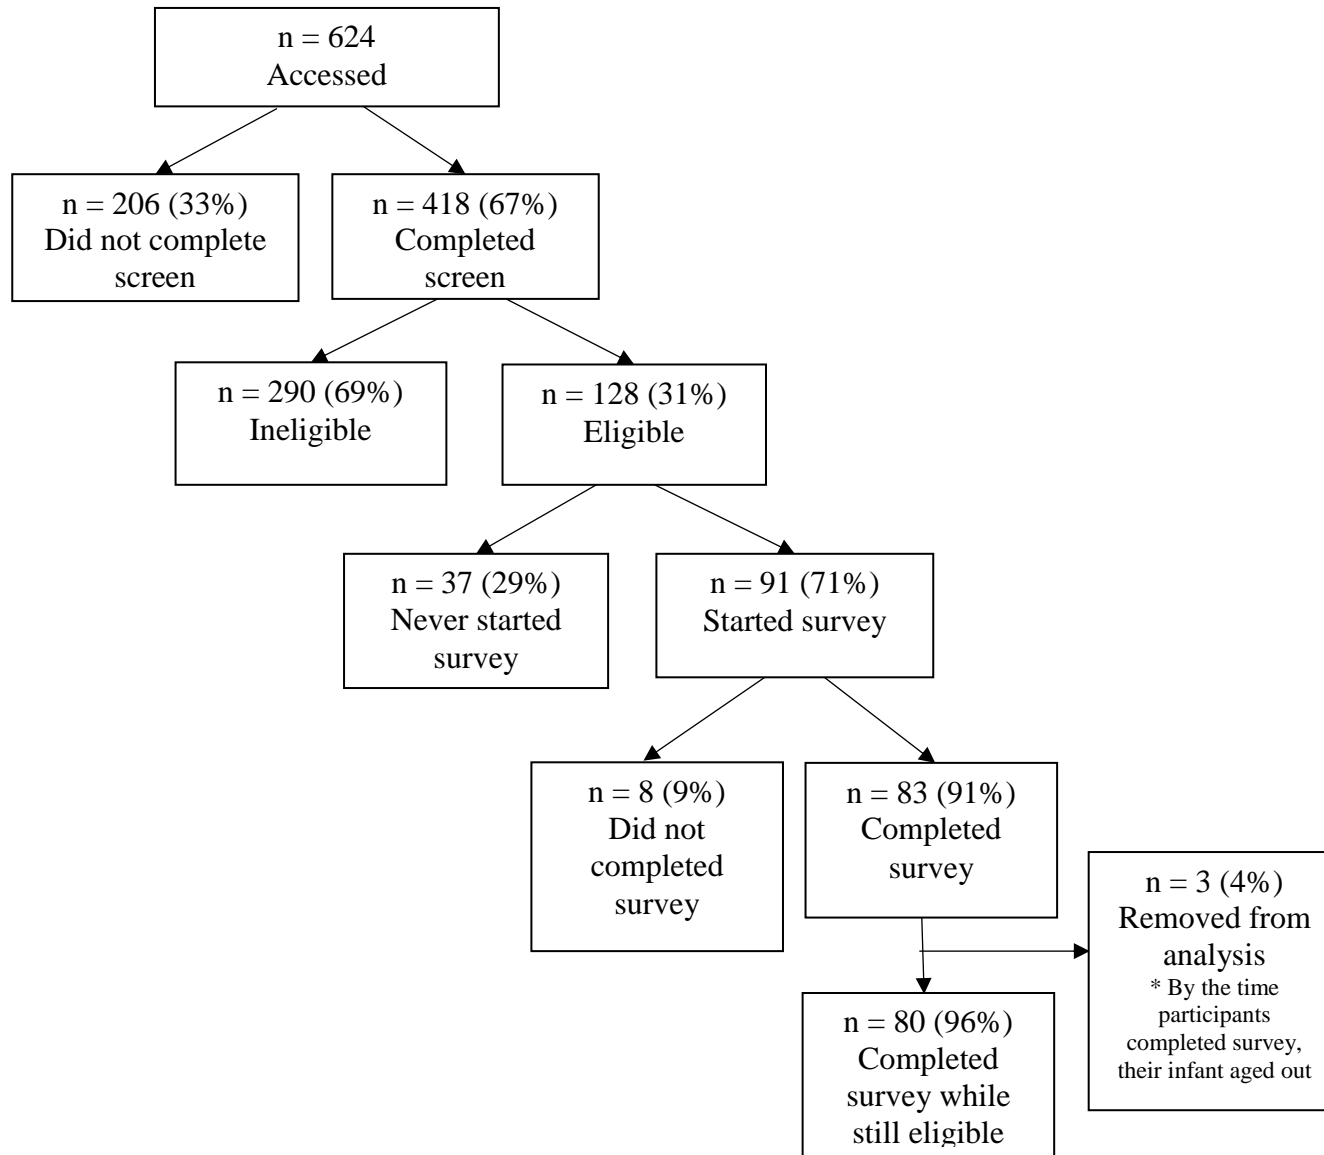 n = 624
Accessed
n = 206 (33%)
Did not complete
screen
n = 418 (67%)
Completed
screen
n = 290 (69%)
Ineligible
n = 128 (31%)
Eligible
n = 37 (29%)
Never started
survey
n = 91 (71%)
Started survey
n = 8 (9%)
Did not
completed
survey
n = 83 (91%)
Completed
survey
n = 3 (4%)
Removed from
analysis
* By the time
participants
completed survey,
their infant aged out
n = 80 (96%)
Completed
survey while
still eligible